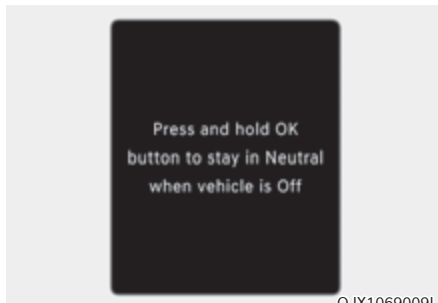 Press and hold OK
button to stay in Neutral
when vehicle is Off